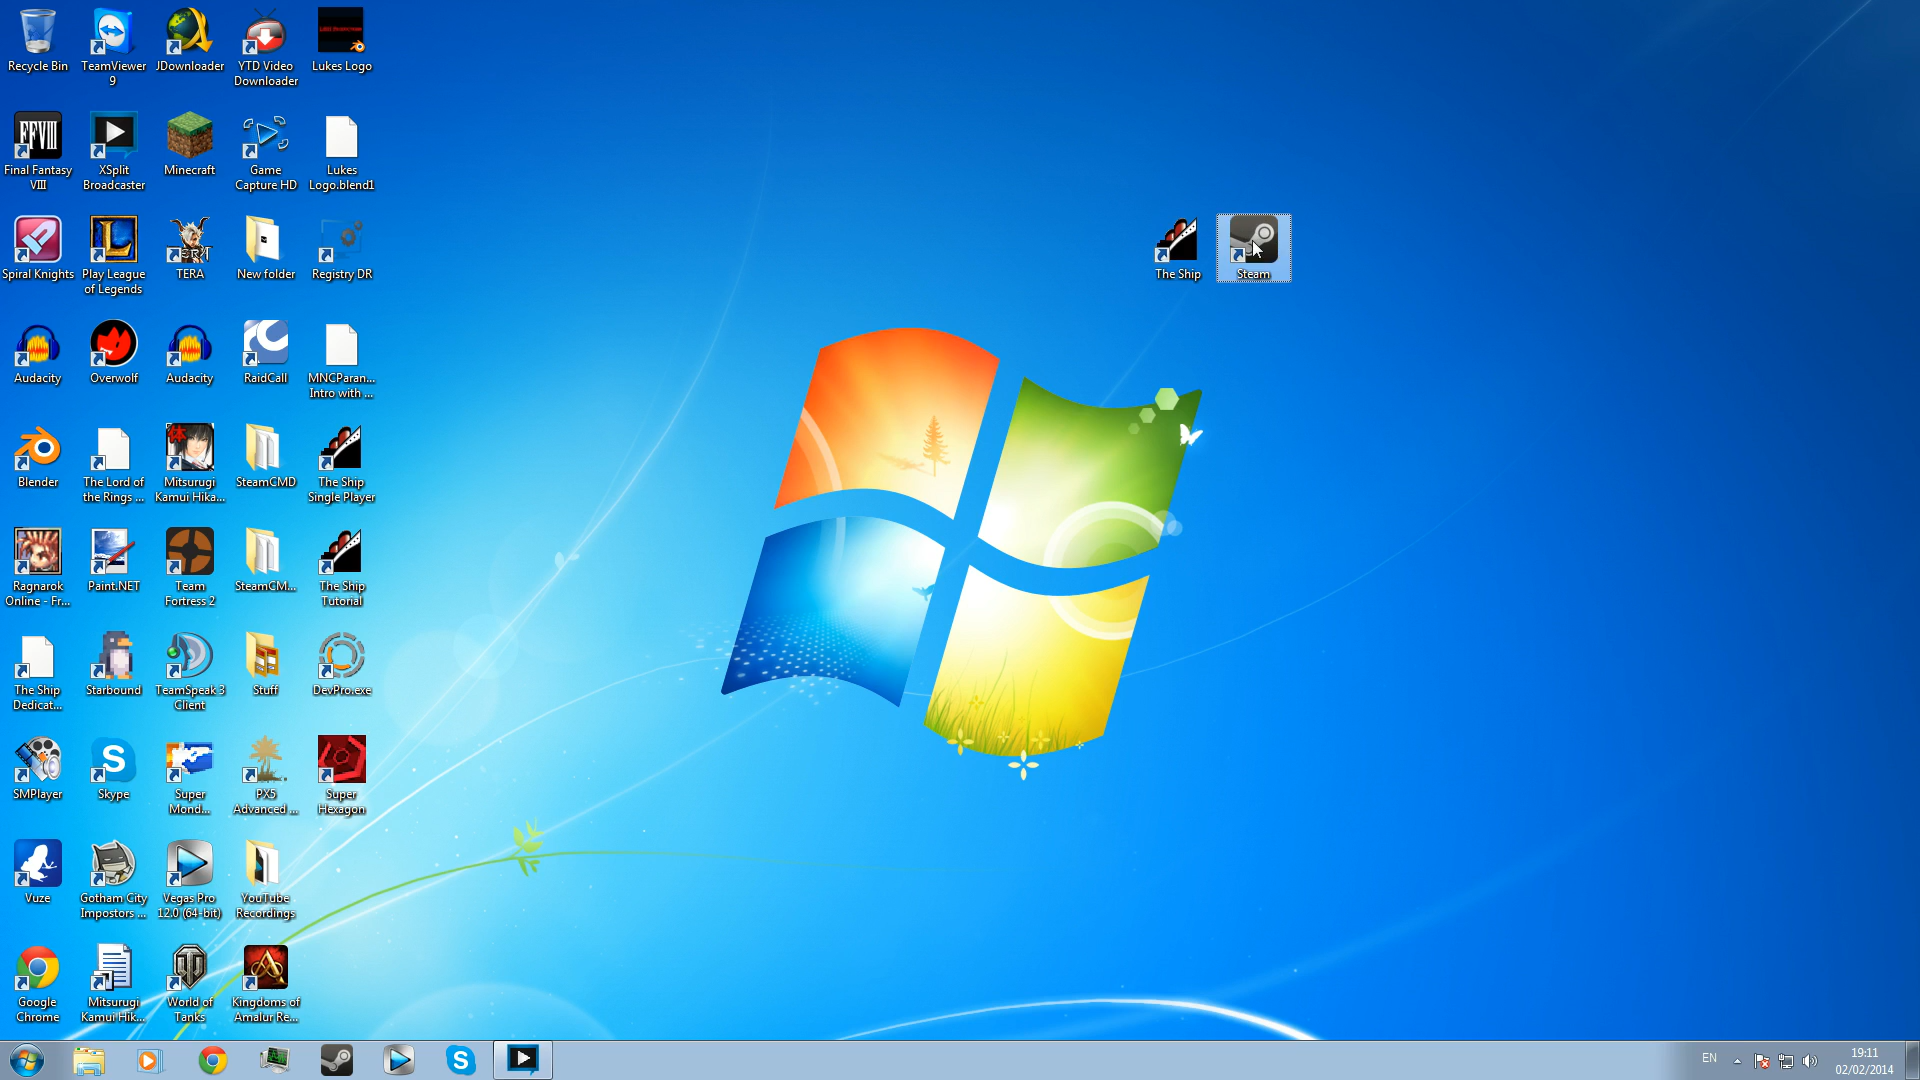 Recycle Bin
TeamViewer
9
JDownloader
YTD Video
Downloader
Lukes Logo
FFVIII
Final Fantasy
VIII
XSplit
Broadcaster
Minecraft
Game
Capture HD
Lukes
Logo.blend1
Spiral Knights
Play League
of Legends
TERA
New folder
Registry DR
The Ship
Steam
Audacity
Overwolf
Audacity
RaidCall
MNCParan...
Intro with ...
Blender
The Lord of
the Rings ...
Mitsurugi
Kamui Hika...
SteamCMD
The Ship
Single Player
Ragnarok
Online - Fr...
Paint.NET
Team
Fortress 2
SteamCM...
The Ship
Tutorial
The Ship
Dedicat...
Starbound
TeamSpeak 3
Client
Stuff
DevPro.exe
SMPlayer
Skype
Super
Mond...
PX5
Advanced ...
Super
Hexagon
Vuze
Gotham City
Impostors ...
Vegas Pro
12.0 (64-bit)
YouTube
Recordings
Google
Chrome
Mitsurugi
Kamui Hik...
World of
Tanks
Kingdoms of
Amalur Re...
EN
19:11
02/02/2014